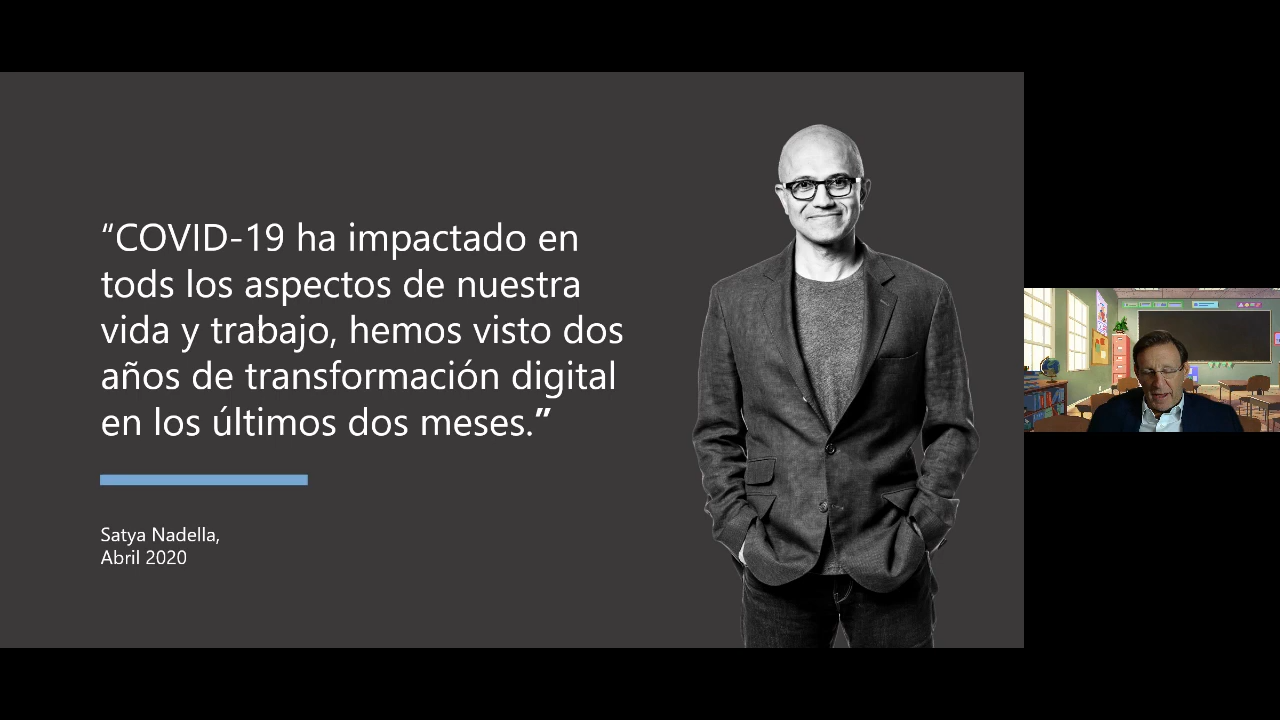 “COVID-19 ha impactado en
tods los aspectos de nuestra
vida y trabajo, hemos visto dos
años de transformación digital
en los últimos dos meses.”
Satya Nadella,
Abril 2020